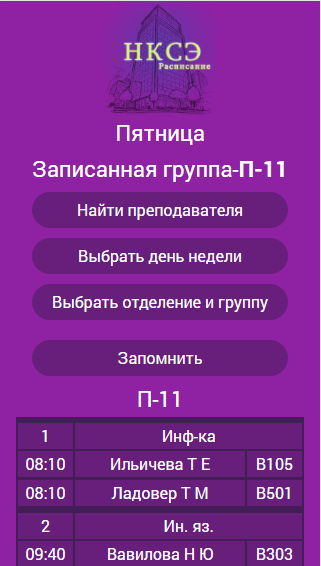 НКСЭ
Расписание
Пятница
Записанная группа-П-11
Найти преподавателя
Выбрать день недели
Выбрать отделение и группу
Запомнить
П-11
1 Инф-ка
08:10 Ильичева Т Е В105
08:10 Ладовер Т М В501
2 Ин. яз.
09:40 Вавилова Н Ю В303